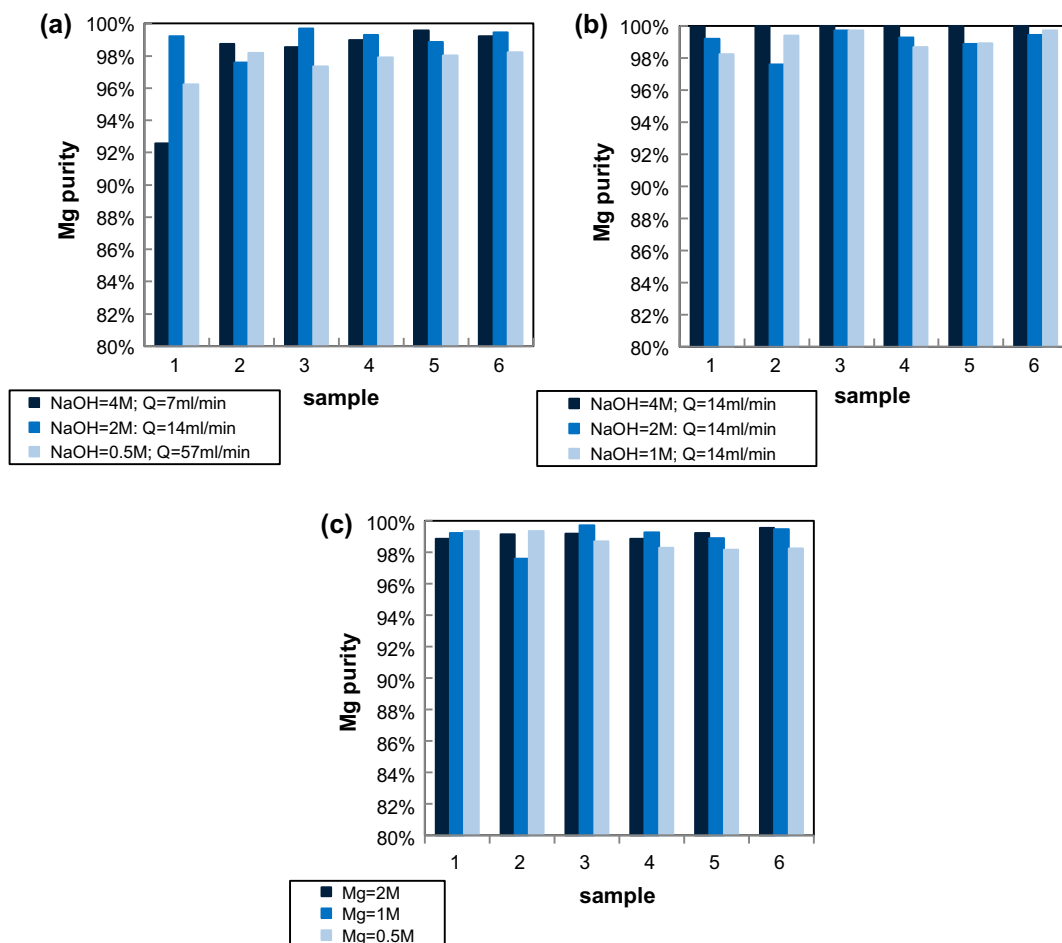 (a)
100%
98%
96%
94%
92%
90%
98%
86%
84%
82%
80%
Mg purity
1 2 3 4 5 6
sample
NaOH=4M; Q=7ml/min
NaOH=2M: Q=14ml/min
NaOH=0.5M; Q=57ml/min
(b)
100%
98%
96%
94%
92%
90%
98%
86%
84%
82%
80%
Mg purity
1 2 3 4 5 6
sample
NaOH=4M; Q=14ml/min
NaOH=2M: Q=14ml/min
NaOH=1M; Q=14ml/min
(c)
100%
98%
96%
94%
92%
90%
98%
86%
84%
82%
80%
Mg purity
1 2 3 4 5 6
sample
Mg=2M
Mg=1M
Mg=0.5M